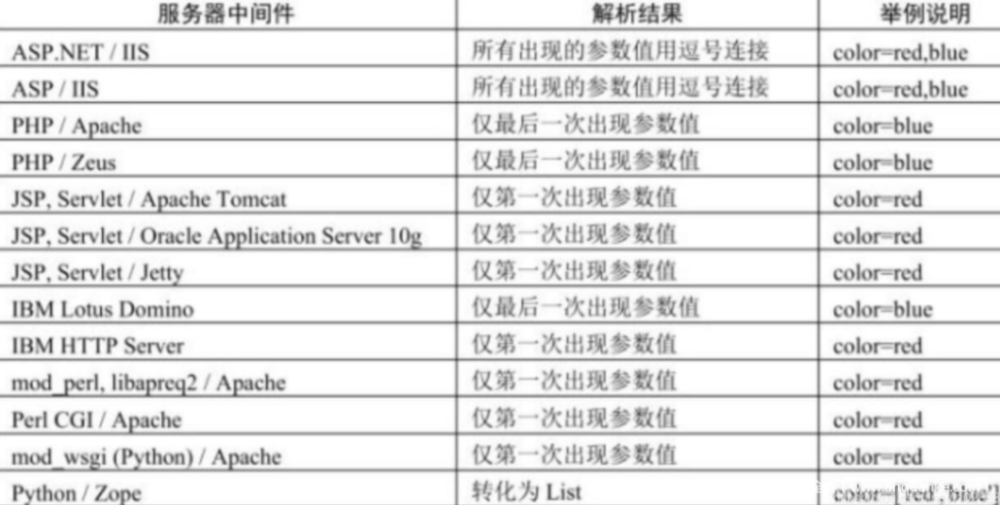 服务器中间件 解析结果 举例说明
ASP.NET / IIS 所有出现的参数值用逗号连接 color=red,blue
ASP / IIS 所有出现的参数值用逗号连接 color=red,blue
PHP / Apache 仅最后一次出现参数值 color=blue
PHP / Zeus 仅最后一次出现参数值 color=blue
JSP, Servlet / Apache Tomcat 仅第一次出现参数值 color=red
JSP, Servlet / Oracle Application Server 10g 仅第一次出现参数值 color=red
JSP, Servlet / Jetty 仅第一次出现参数值 color=red
IBM Lotus Domino 仅最后一次出现参数值 color=blue
IBM HTTP Server 仅第一次出现参数值 color=red
mod_perl, libapreq2 / Apache 仅第一次出现参数值 color=red
Perl CGI / Apache 仅第一次出现参数值 color=red
mod_wsgi (Python) / Apache 仅第一次出现参数值 color=red
Python / Zope 转化为 List color=['red','blue']